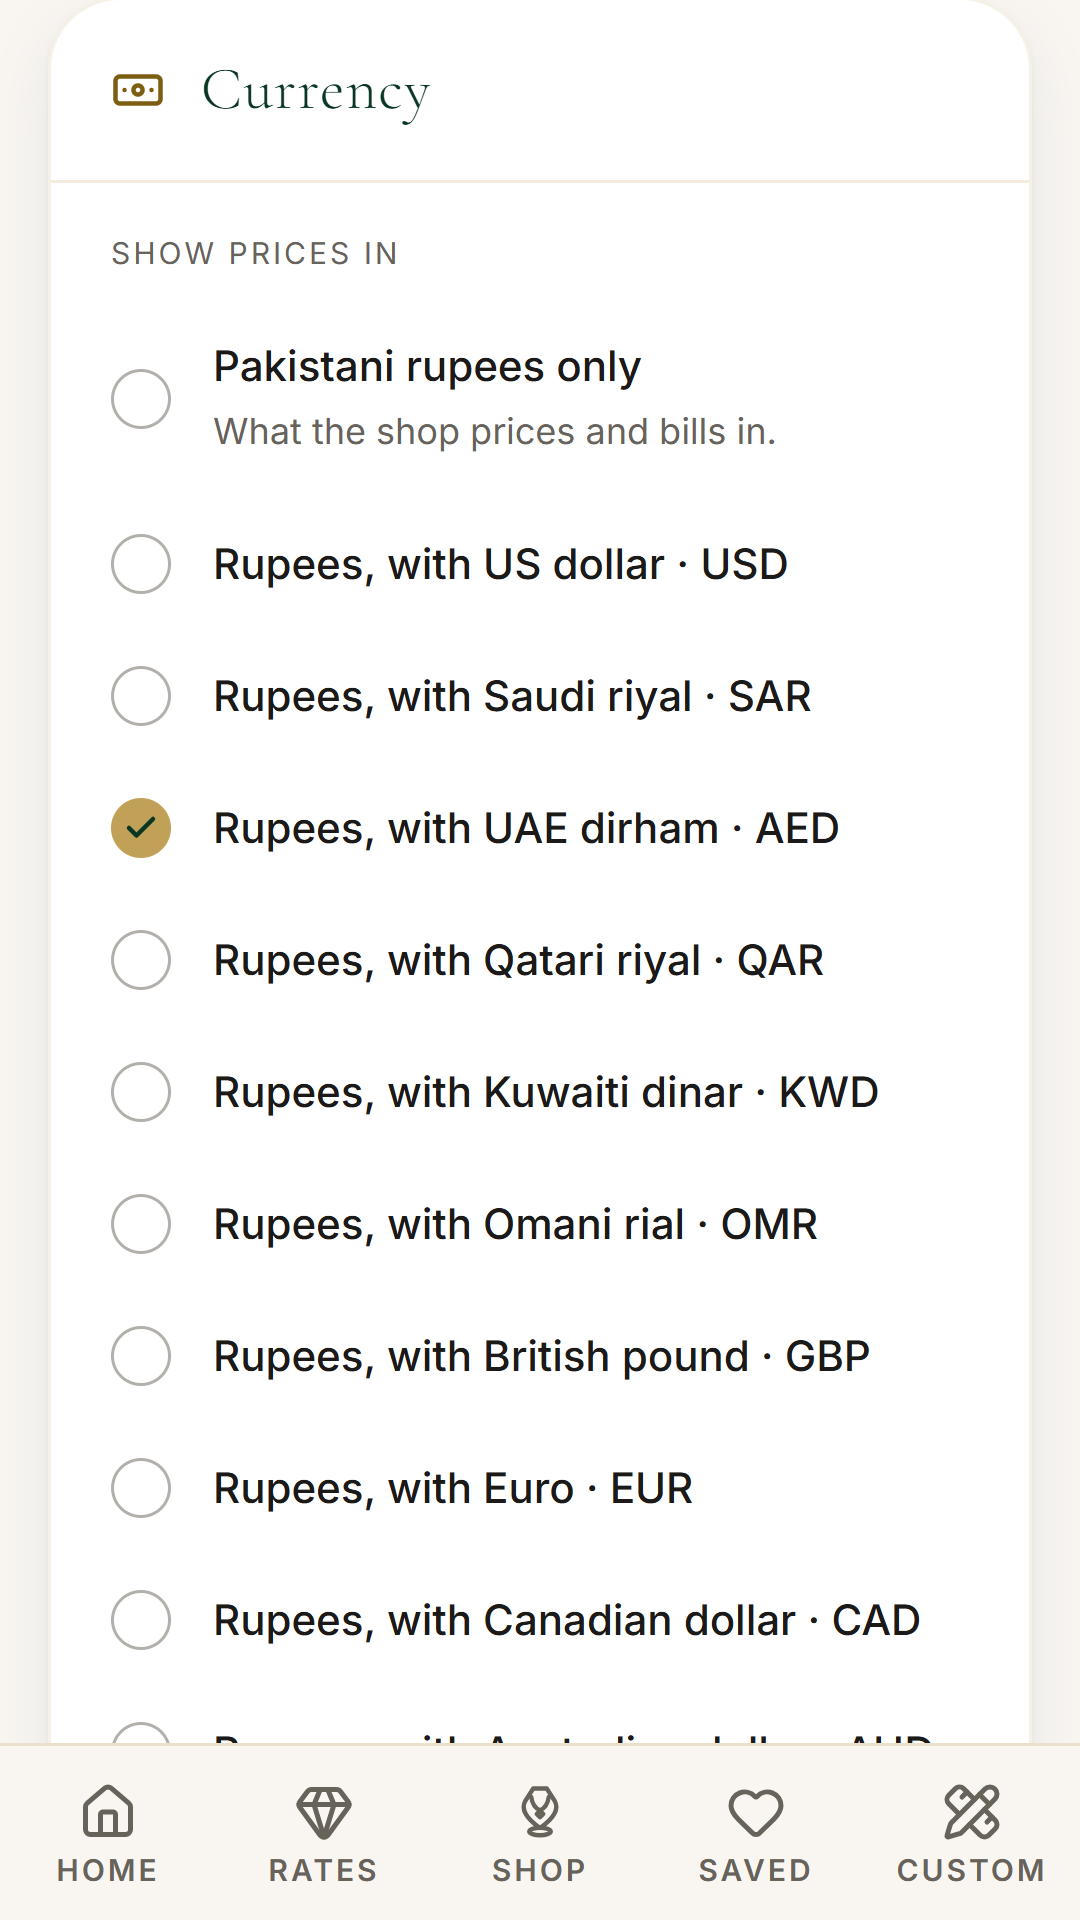 Currency
SHOW PRICES IN
Pakistani rupees only
What the shop prices and bills in.
Rupees, with US dollar · USD
Rupees, with Saudi riyal · SAR
Rupees, with UAE dirham · AED
Rupees, with Qatari riyal · QAR
Rupees, with Kuwaiti dinar · KWD
Rupees, with Omani rial · OMR
Rupees, with British pound · GBP
Rupees, with Euro · EUR
Rupees, with Canadian dollar · CAD
HOME
RATES
SHOP
SAVED
CUSTOM